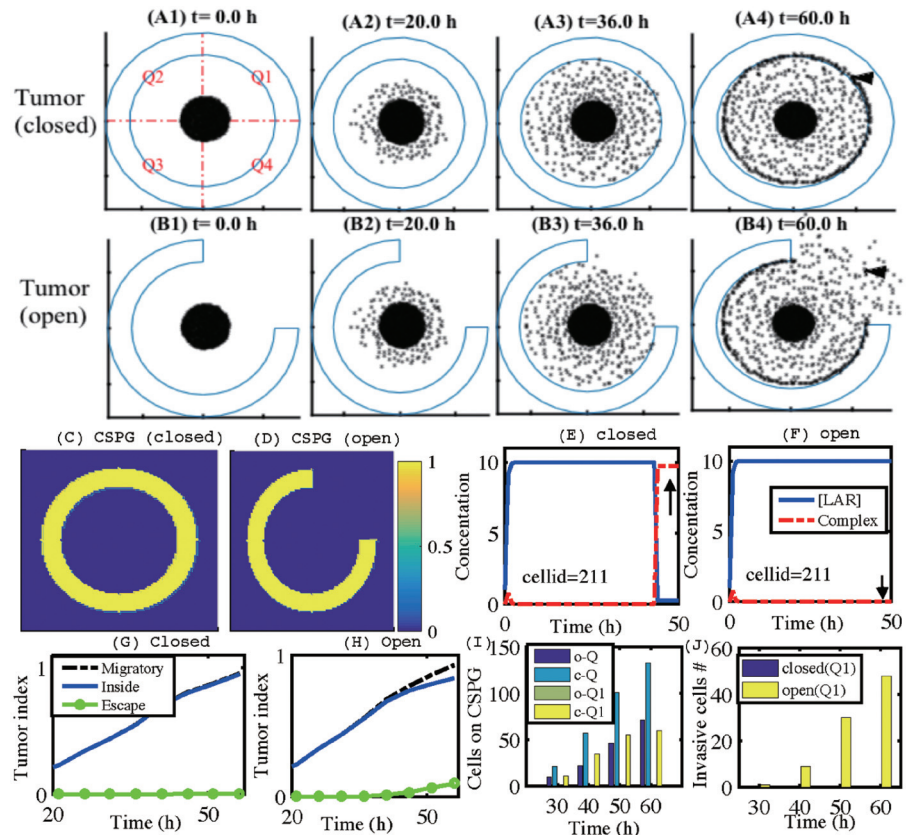 (A1) t= 0.0 h
(A2) t=20.0 h
(A3) t=36.0 h
(A4) t=60.0 h
Tumor
(closed)
Q2
Q1
Q3
Q4
(B1) t=0.0 h
(B2) t=20.0 h
(B3) t=36.0 h
(B4) t=60.0 h
Tumor
(open)
(C) CSPG (closed)
(D) CSPG (open)
(E) closed
(F) open
1
0.5
0
Concentation
10
5
0
cellid=211
Time (h)
50
Concentation
10
5
0
[LAR]
Complex
cellid=211
Time (h)
50
(G) Closed
(H) Open
(I)
(J)
Tumor index
1
0
Migratory
Inside
Escape
20
50
Time (h)
Tumor index
1
0
20
50
Time (h)
Cells on CSPG
150
100
50
0
o-Q
c-Q
o-Q1
c-Q1
30 40 50 60
Time (h)
Invasive cells #
60
40
20
0
closed(Q1)
open(Q1)
30 40 50 60
Time (h)